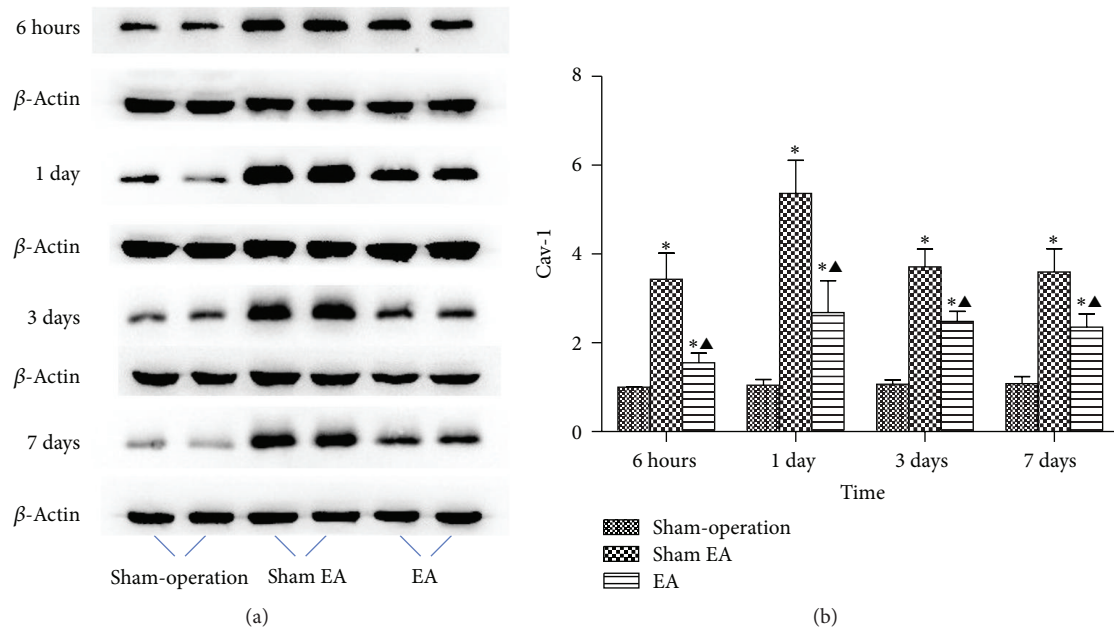 6 hours
β-Actin
1 day
β-Actin
3 days
β-Actin
7 days
β-Actin
Sham-operation Sham EA EA
(a)
8
6
4
2
0
Cav-1
*
*▲
*
*▲
*
*▲
*
*▲
6 hours 1 day 3 days 7 days
Time
Sham-operation
Sham EA
EA
(b)